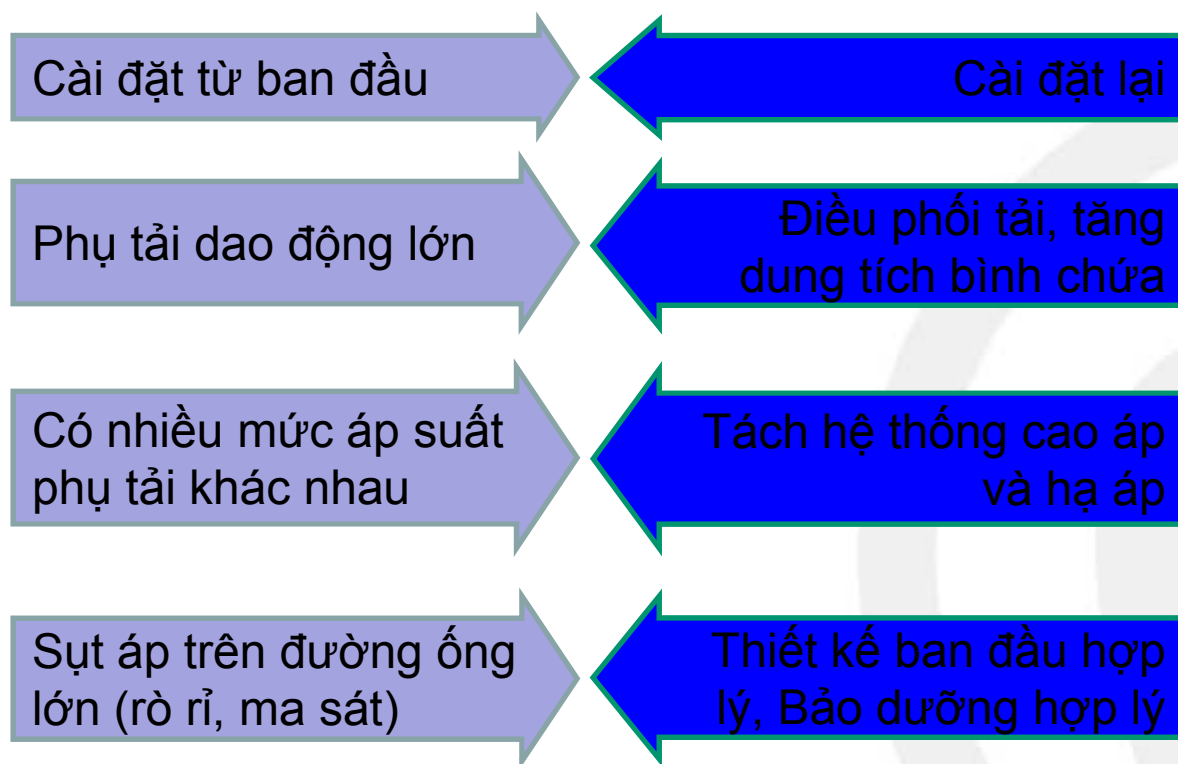 Cài đặt từ ban đầu
Cài đặt lại
Phụ tải dao động lớn
Điều phối tải, tăng
dung tích bình chứa
Có nhiều mức áp suất
phụ tải khác nhau
Tách hệ thống cao áp
và hạ áp
Sụt áp trên đường ống
lớn (rò rỉ, ma sát)
Thiết kế ban đầu hợp
lý, Bảo dưỡng hợp lý